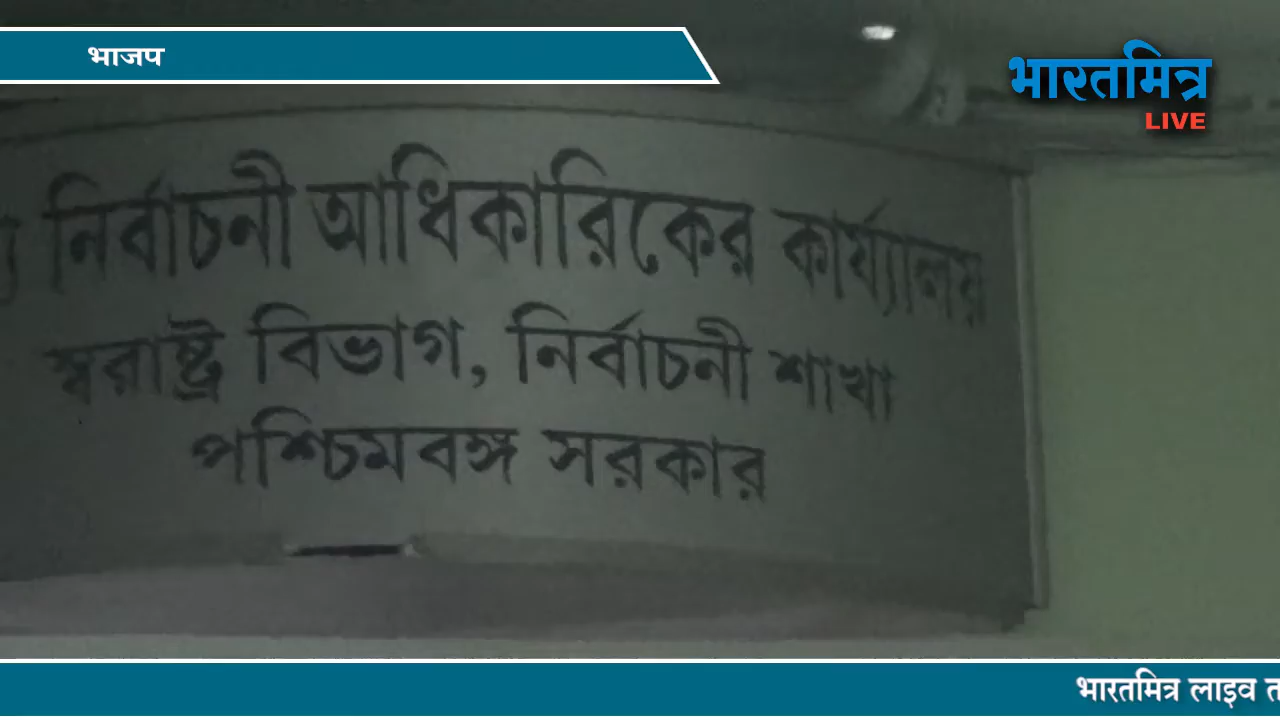 भाजप
भारतमित्र
LIVE
নির্বাচনী আধিকারিকের কার্য্যালয়
স্বরাষ্ট্র বিভাগ, নির্বাচনী শাখা
পশ্চিমবঙ্গ সরকার
भारतमित्र लाइव